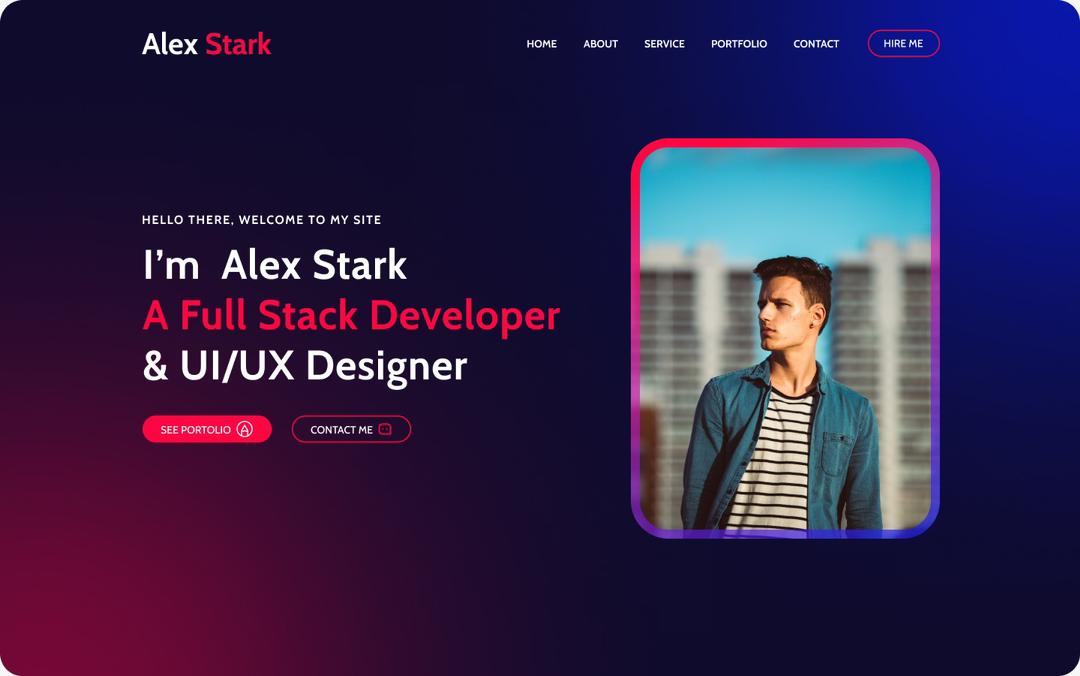 Alex Stark
HOME ABOUT SERVICE PORTFOLIO CONTACT HIRE ME
HELLO THERE, WELCOME TO MY SITE
I’m Alex Stark
A Full Stack Developer
& UI/UX Designer
SEE PORTOLIO CONTACT ME